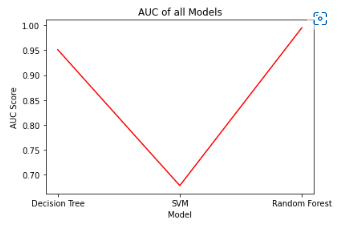 AUC of all Models
1.00
0.95
0.90
0.85
0.80
0.75
0.70
AUC Score
Decision Tree
SVM
Random Forest
Model